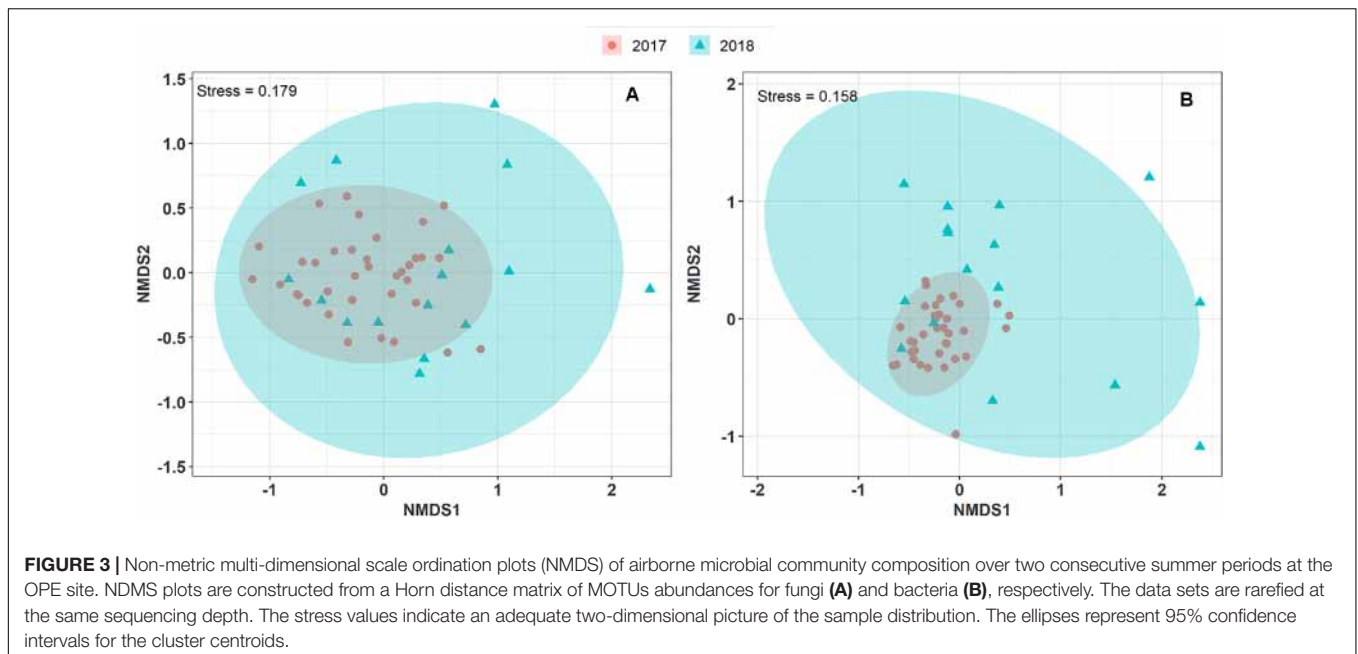 2017 2018
Stress = 0.179
A
1.5
1.0
0.5
0.0
-0.5
-1.0
-1.5
NMDS2
-1 0 1 2
NMDS1
Stress = 0.158
B
2
1
0
-1
NMDS2
-2 -1 0 1 2
NMDS1
FIGURE 3 | Non-metric multi-dimensional scale ordination plots (NMDS) of airborne microbial community composition over two consecutive summer periods at the
OPE site. NDMS plots are constructed from a Horn distance matrix of MOTUs abundances for fungi (A) and bacteria (B), respectively. The data sets are rarefied at
the same sequencing depth. The stress values indicate an adequate two-dimensional picture of the sample distribution. The ellipses represent 95% confidence
intervals for the cluster centroids.